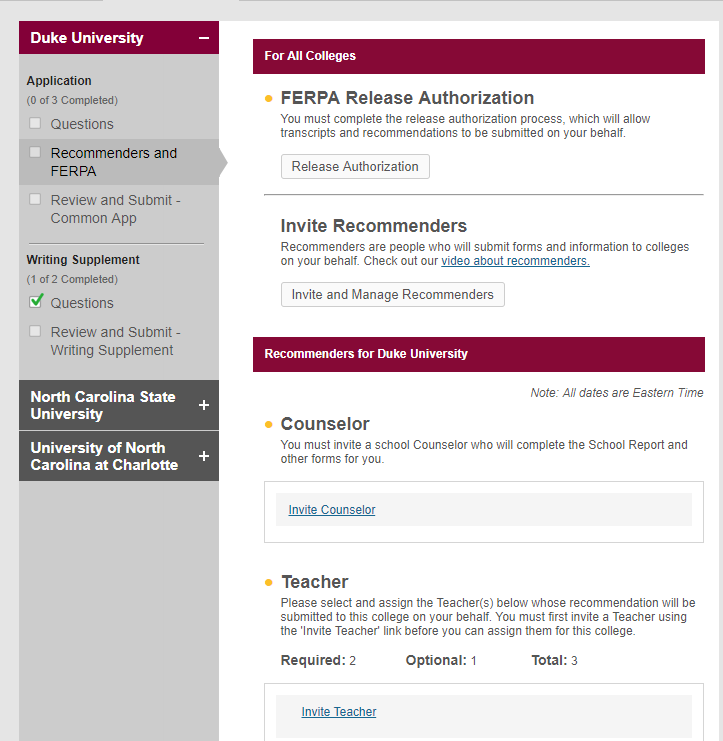 Duke University
Application
(0 of 3 Completed)
Questions
Recommenders and
FERPA
Review and Submit -
Common App
Writing Supplement
(1 of 2 Completed)
Questions
Review and Submit -
Writing Supplement
North Carolina State
University
University of North
Carolina at Charlotte
For All Colleges
FERPA Release Authorization
You must complete the release authorization process, which will allow
transcripts and recommendations to be submitted on your behalf.
Release Authorization
Invite Recommenders
Recommenders are people who will submit forms and information to colleges
on your behalf. Check out our video about recommenders.
Invite and Manage Recommenders
Recommenders for Duke University
Note: All dates are Eastern Time
Counselor
You must invite a school Counselor who will complete the School Report and
other forms for you.
Invite Counselor
Teacher
Please select and assign the Teacher(s) below whose recommendation will be
submitted to this college on your behalf. You must first invite a Teacher using
the 'Invite Teacher' link before you can assign them for this college.
Required: 2 Optional: 1 Total: 3
Invite Teacher